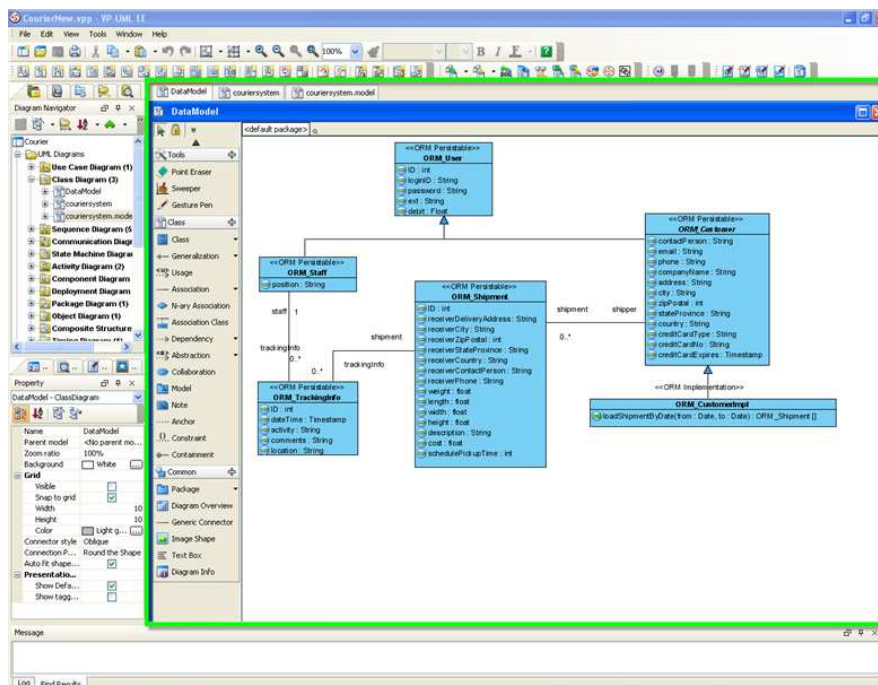 CourierNew.vpp - VP-UML EE
File Edit View Tools Window Help
100%
B I
DataModel couriersystem couriersystem.model
Diagram Navigator
DataModel
<default package>
Courier
UML Diagrams
Use Case Diagram (1)
Class Diagram (3)
DataModel
couriersystem
couriersystem.mode
Sequence Diagram (5
Communication Diagr
State Machine Diagra
Activity Diagram (2)
Component Diagram
Deployment Diagram
Package Diagram (1)
Object Diagram (1)
Composite Structure
Timing Diagram (1)
Property
DataModel - ClassDiagram
Name DataModel
Parent model <No parent mo...
Zoom ratio 100%
Background White
Grid
Visible
Snap to grid
Width 10
Height 10
Color Light g...
Connector style Oblique
Connection P... Round the Shape
Auto fit shape...
Presentatio...
Show Defa...
Show tagg...
Tools
Point Eraser
Sweeper
Gesture Pen
Class
Class
Generalization
Usage
Association
N-ary Association
Association Class
Dependency
Abstraction
Collaboration
Model
Note
Anchor
Constraint
Containment
Common
Package
Diagram Overview
Generic Connector
Image Shape
Text Box
Diagram Info
<<ORM Persistable>>
ORM_User
ID : int
loginID : String
password : String
ext : String
debit : Float
<<ORM Persistable>>
ORM_Staff
position : String
staff 1
trackingInfo
0..*
<<ORM Persistable>>
ORM_TrackingInfo
ID : int
dateTime : Timestamp
activity : String
comments : String
location : String
shipment
trackingInfo
0..*
<<ORM Persistable>>
ORM_Shipment
ID : int
receiverDeliveryAddress : String
receiverCity : String
receiverZipPostal : int
receiverStateProvince : String
receiverCountry : String
receiverContactPerson : String
receiverPhone : String
weight : float
length : float
width : float
height : float
description : String
cost : float
schedulePickupTime : int
shipment shipper
0..*
<<ORM Persistable>>
ORM_Customer
contactPerson : String
email : String
phone : String
companyName : String
address : String
city : String
zipPostal : int
stateProvince : String
country : String
creditCardType : String
creditCardNo : String
creditCardExpires : Timestamp
<<ORM Implementation>>
ORM_CustomerImpl
loadShipmentByDate(from : Date, to : Date) : ORM_Shipment []
Message
LOG Find Results